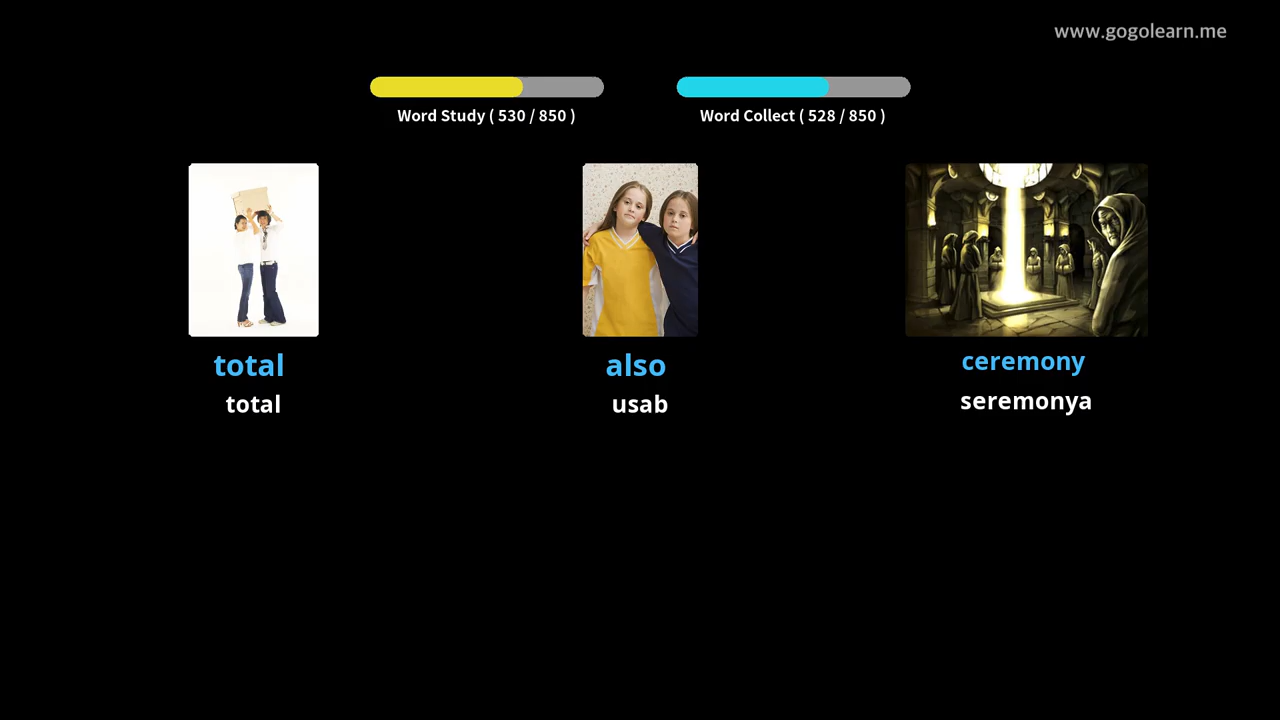 www.gogolearn.me
Word Study ( 530 / 850 )
Word Collect ( 528 / 850 )
total
total
also
usab
ceremony
seremonya